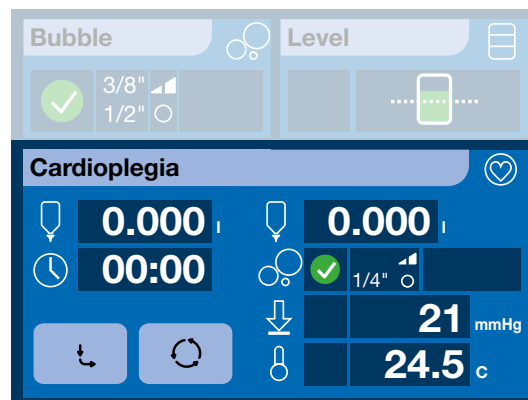 Bubble
Level
3/8"
1/2"
Cardioplegia
0.000 l
0.000 l
00:00
1/4"
21 mmHg
24.5 c